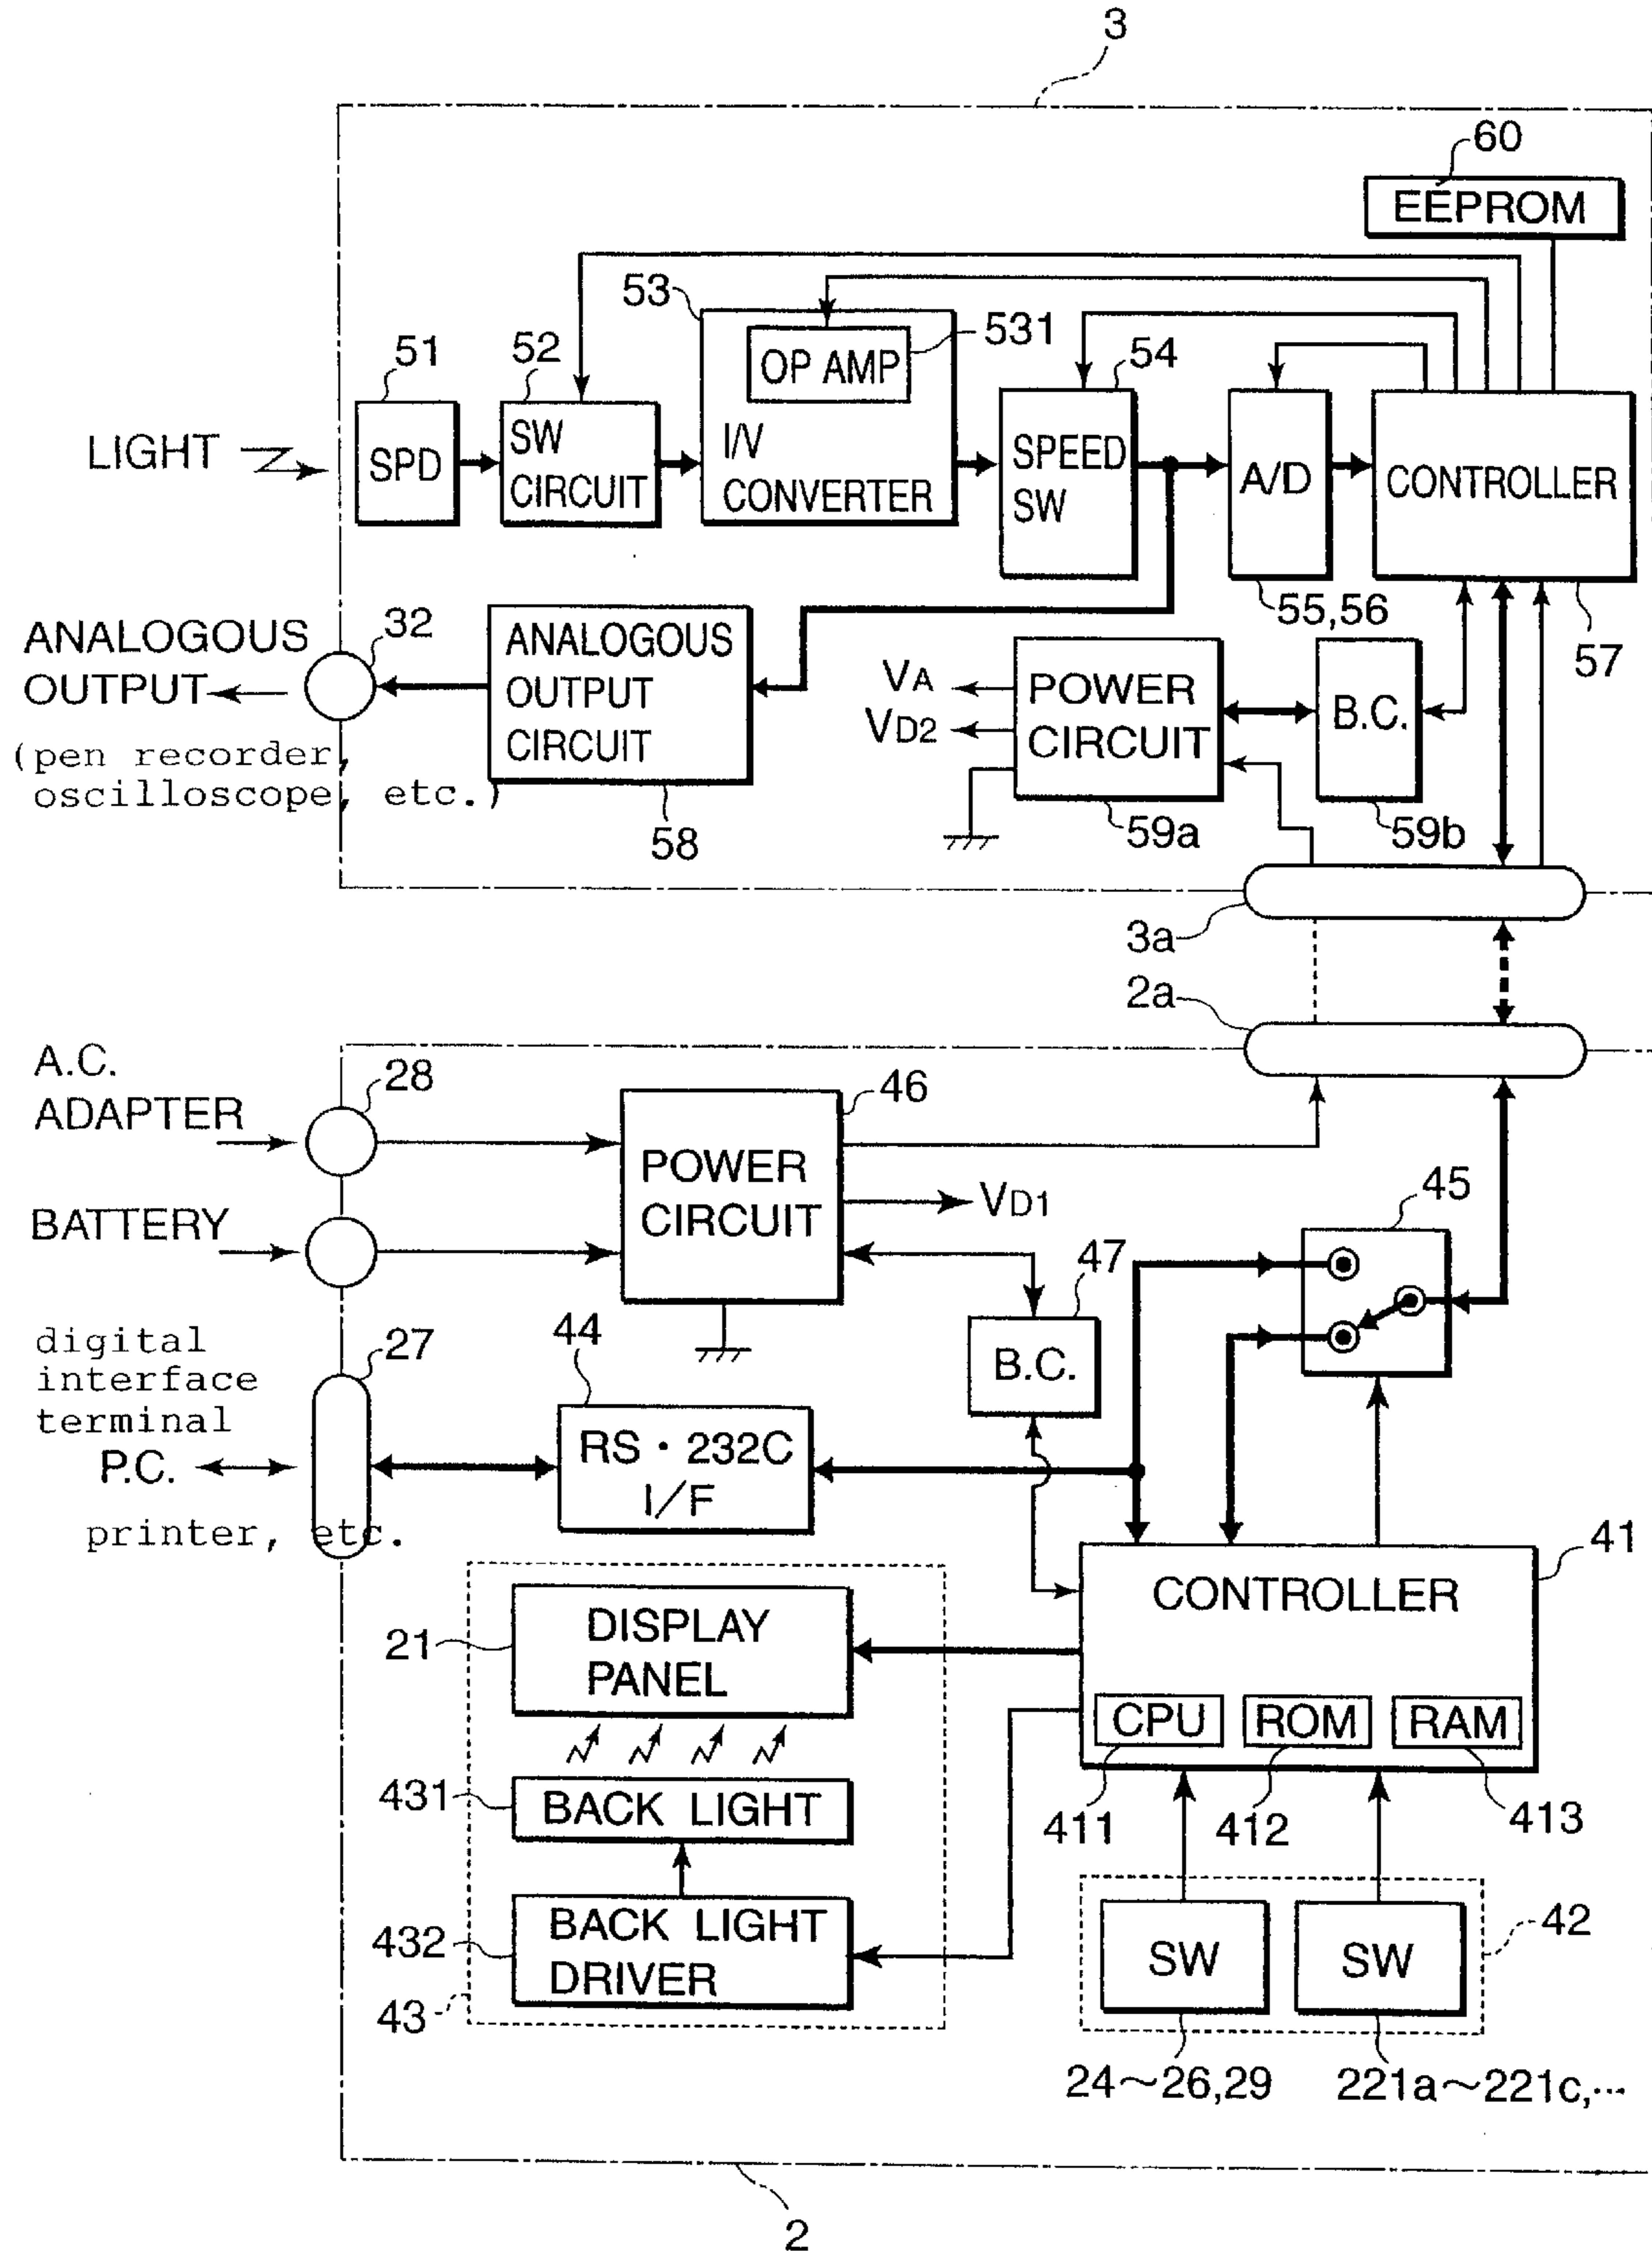 3
60
EEPROM
53
531
OP AMP
54
51
52
LIGHT
SPD
SW
CIRCUIT
I/V
CONVERTER
SPEED
SW
A/D
CONTROLLER
55,56
57
ANALOGOUS
OUTPUT
32
(pen recorder,
oscilloscope, etc.)
ANALOGOUS
OUTPUT
CIRCUIT
58
VA
VD2
POWER
CIRCUIT
B.C.
59a
59b
3a
2a
A.C.
ADAPTER
28
46
BATTERY
POWER
CIRCUIT
VD1
45
47
B.C.
digital
interface
terminal
27
44
P.C.
RS・232C
I/F
printer, etc.
41
CONTROLLER
21
DISPLAY
PANEL
CPU
ROM
RAM
411
412
413
431
BACK LIGHT
432
BACK LIGHT
DRIVER
43
SW
SW
42
24~26,29
221a~221c,···
2